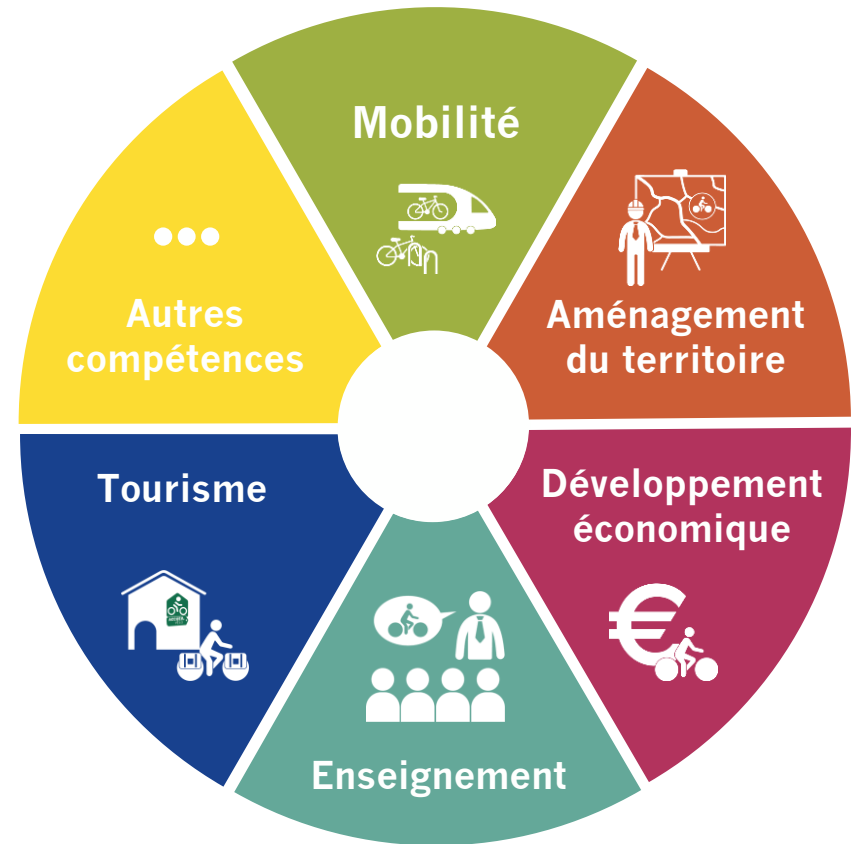 Mobilité
Aménagement
du territoire
Développement
économique
Enseignement
Tourisme
•••
Autres
compétences